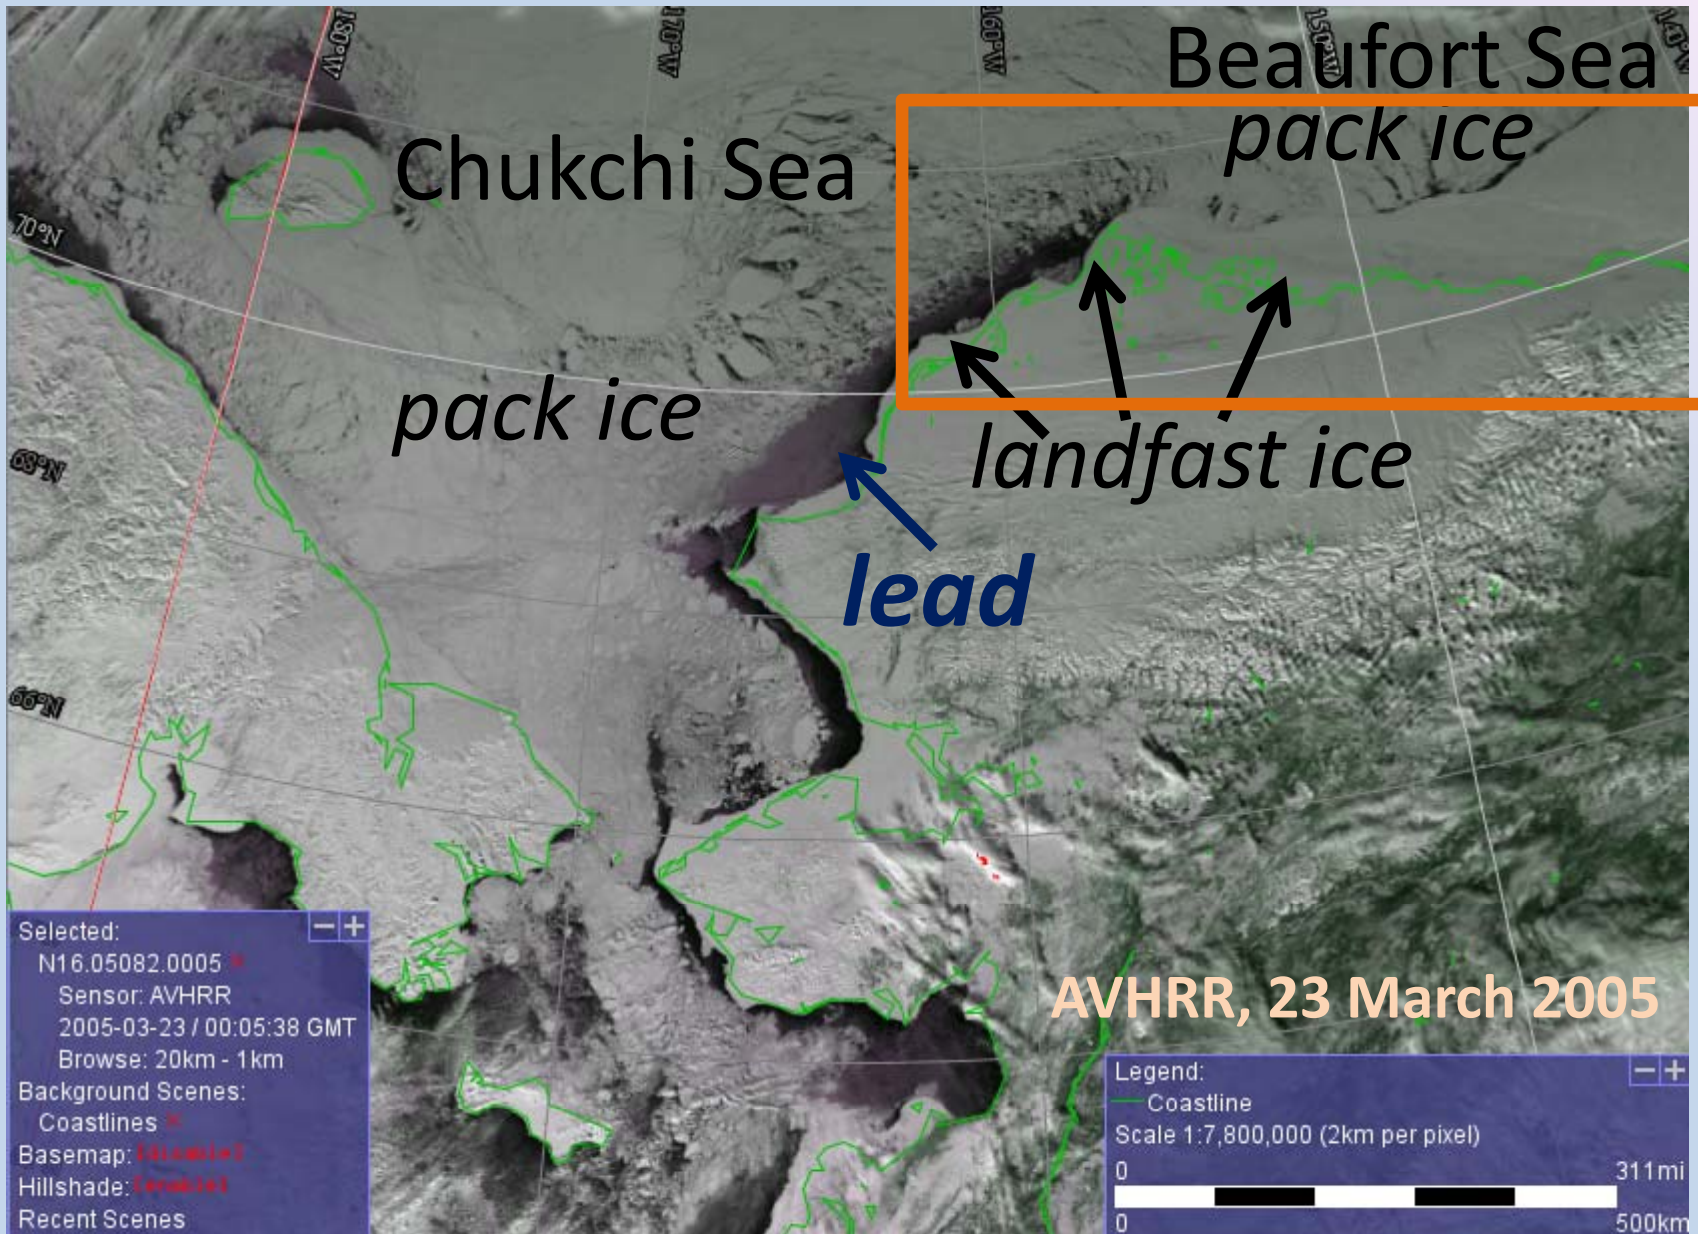 180°W
170°W
160°W
150°W
140°W
Beaufort Sea
pack ice
Chukchi Sea
70°N
pack ice
landfast ice
68°N
lead
66°N
AVHRR, 23 March 2005
Selected:
N16.05082.0005 ×
Sensor: AVHRR
2005-03-23 / 00:05:38 GMT
Browse: 20km - 1km
Background Scenes:
Coastlines ×
Basemap: [disable]
Hillshade: [enable]
Recent Scenes
Legend:
Coastline
Scale 1:7,800,000 (2km per pixel)
0 311mi
0 500km